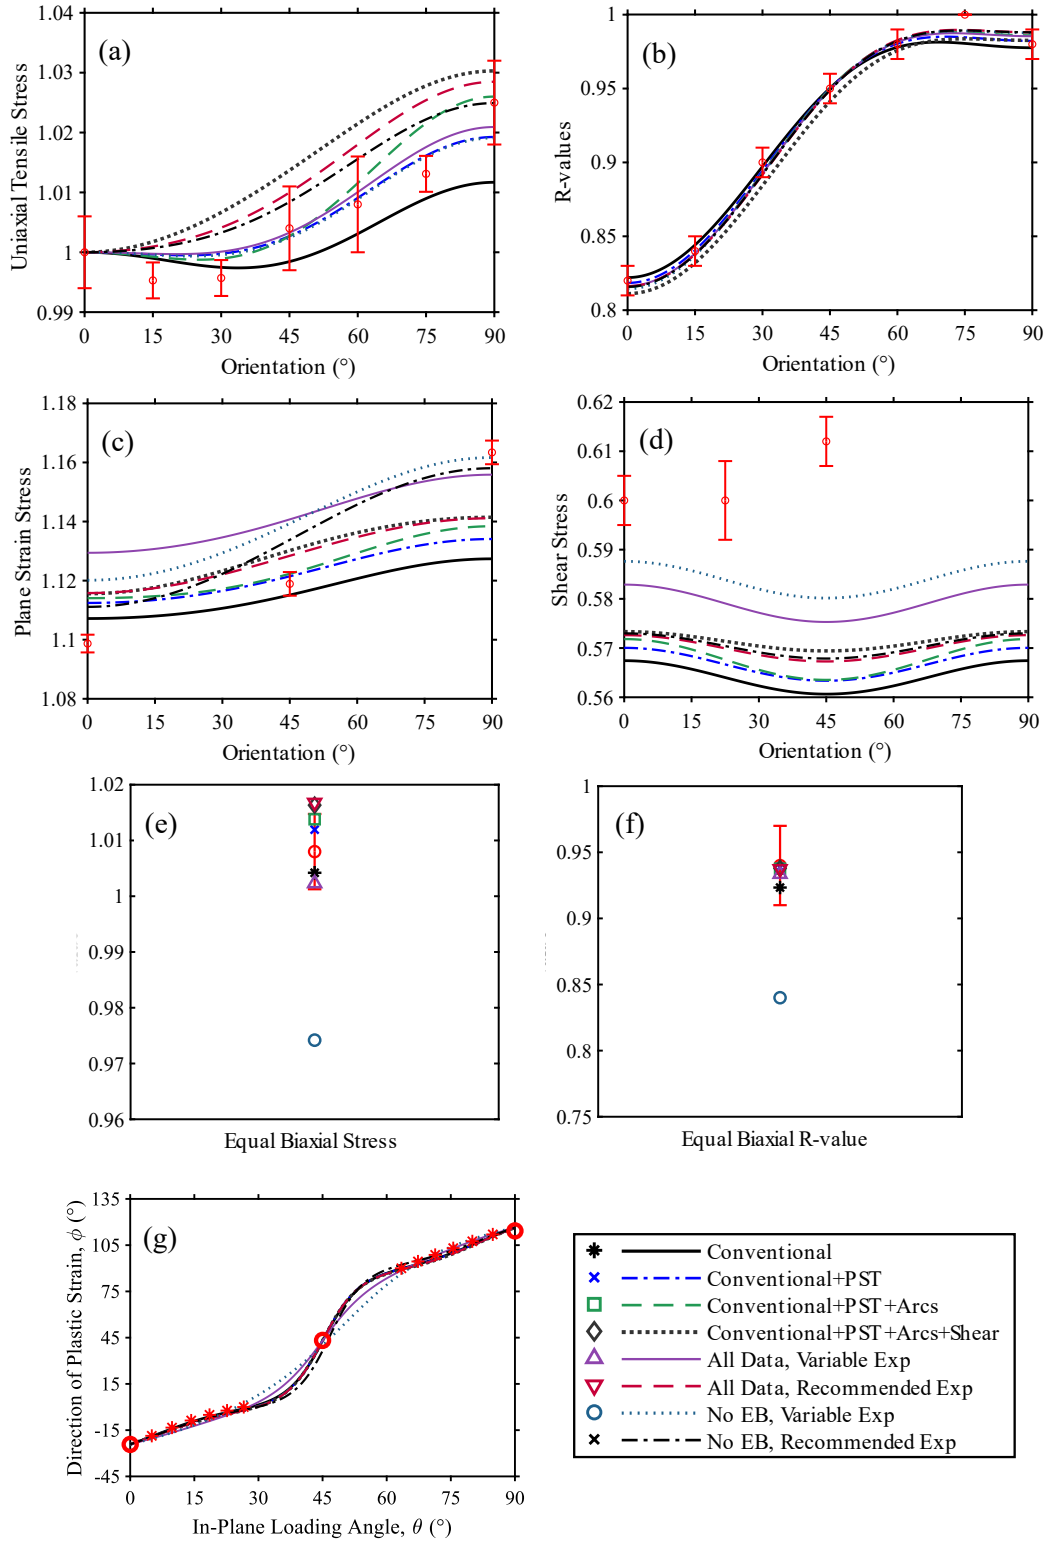 (a)
Uniaxial Tensile Stress
1.04
1.03
1.02
1.01
1
0.99
0 15 30 45 60 75 90
Orientation (°)
(b)
R-values
1
0.95
0.9
0.85
0.8
0 15 30 45 60 75 90
Orientation (°)
(c)
Plane Strain Stress
1.18
1.16
1.14
1.12
1.1
1.08
0 15 30 45 60 75 90
Orientation (°)
(d)
Shear Stress
0.62
0.61
0.6
0.59
0.58
0.57
0.56
0 15 30 45 60 75 90
Orientation (°)
(e)
1.02
1.01
1
0.99
0.98
0.97
0.96
Equal Biaxial Stress
(f)
1
0.95
0.9
0.85
0.8
0.75
Equal Biaxial R-value
(g)
Direction of Plastic Strain, ϕ (°)
135
105
75
45
15
-15
-45
0 15 30 45 60 75 90
In-Plane Loading Angle, θ (°)
Conventional
Conventional+PST
Conventional+PST+Arcs
Conventional+PST+Arcs+Shear
All Data, Variable Exp
All Data, Recommended Exp
No EB, Variable Exp
No EB, Recommended Exp